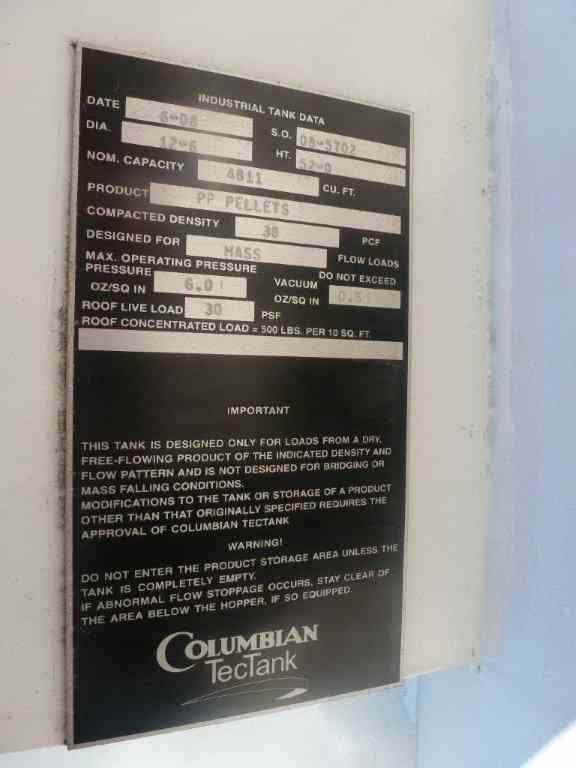 INDUSTRIAL TANK DATA
DATE 6-08 S.O. 08-5702
DIA. 12-6 HT. 52-0
NOM. CAPACITY 4811 CU. FT.
PRODUCT PP PELLETS
COMPACTED DENSITY 38 PCF
DESIGNED FOR MASS FLOW LOADS
MAX. OPERATING PRESSURE DO NOT EXCEED
PRESSURE OZ/SQ IN 6.0 VACUUM OZ/SQ IN 0.5
ROOF LIVE LOAD 30 PSF
ROOF CONCENTRATED LOAD = 500 LBS. PER 10 SQ. FT.
IMPORTANT
THIS TANK IS DESIGNED ONLY FOR LOADS FROM A DRY,
FREE-FLOWING PRODUCT OF THE INDICATED DENSITY AND
FLOW PATTERN AND IS NOT DESIGNED FOR BRIDGING OR
MASS FALLING CONDITIONS.
MODIFICATIONS TO THE TANK OR STORAGE OF A PRODUCT
OTHER THAN THAT ORIGINALLY SPECIFIED REQUIRES THE
APPROVAL OF COLUMBIAN TECTANK
WARNING!
DO NOT ENTER THE PRODUCT STORAGE AREA UNLESS THE
TANK IS COMPLETELY EMPTY.
IF ABNORMAL FLOW STOPPAGE OCCURS, STAY CLEAR OF
THE AREA BELOW THE HOPPER, IF SO EQUIPPED.
COLUMBIAN
TecTank